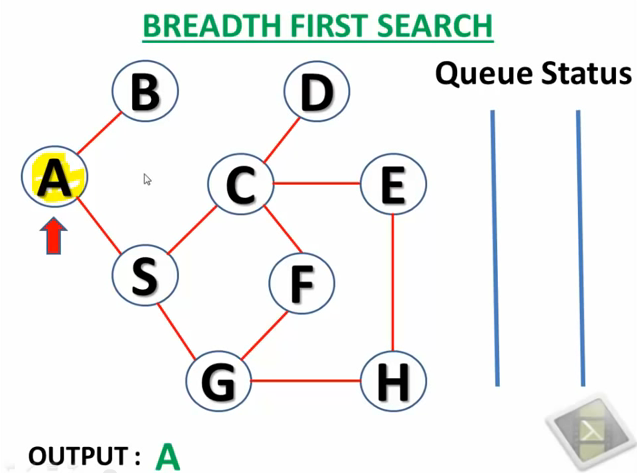 BREADTH FIRST SEARCH
Queue Status
B
D
A
C
E
S
F
G
H
OUTPUT : A